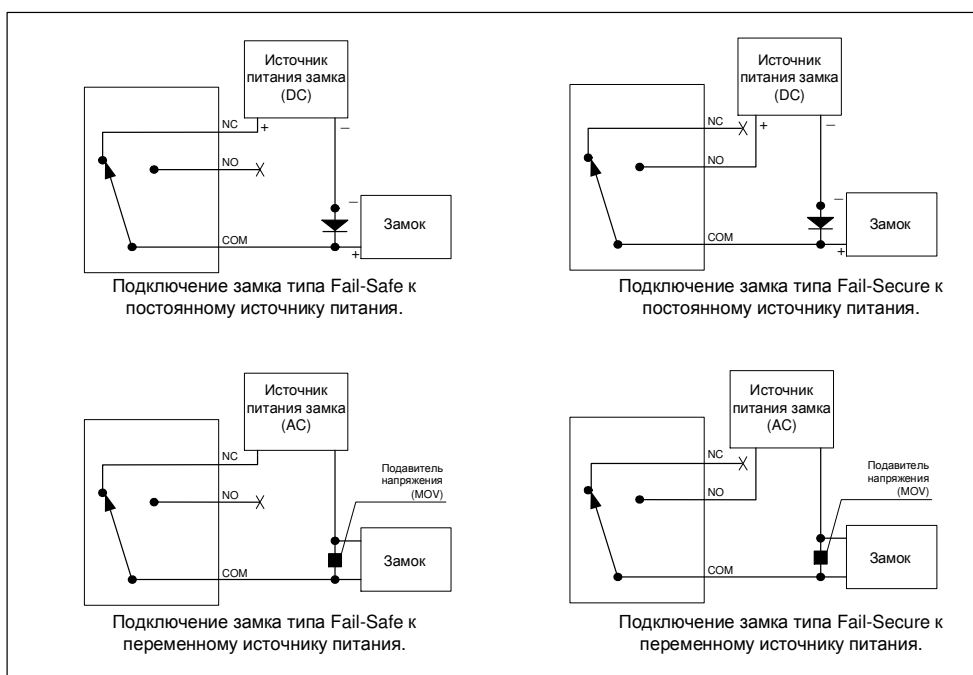 Источник
питания замка
(DC)
NC
+
–
NO
–
Замок
COM
+
Подключение замка типа Fail-Safe к
постоянному источнику питания.
Источник
питания замка
(DC)
NC
+
–
NO
–
Замок
COM
+
Подключение замка типа Fail-Secure к
постоянному источнику питания.
Источник
питания замка
(AC)
NC
Подавитель
напряжения
(MOV)
NO
Замок
COM
Подключение замка типа Fail-Safe к
переменному источнику питания.
Источник
питания замка
(AC)
NC
Подавитель
напряжения
(MOV)
NO
Замок
COM
Подключение замка типа Fail-Secure к
переменному источнику питания.